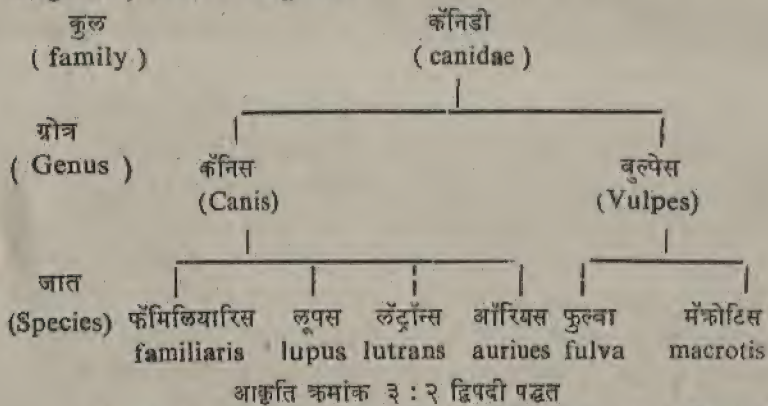 कुल कॅनिडी
( family ) ( canidae )
ग्रोत्र
( Genus ) कॅनिस वुल्पेस
(Canis) (Vulpes)
जात
(Species) फॅमिलियारिस लूपस लॅट्रॉन्स ऑरियस फुल्वा मॅक्रोटिस
familiaris lupus lutrans auriues fulva macrotis
आकृति क्रमांक ३ : २ द्विपदी पद्धत